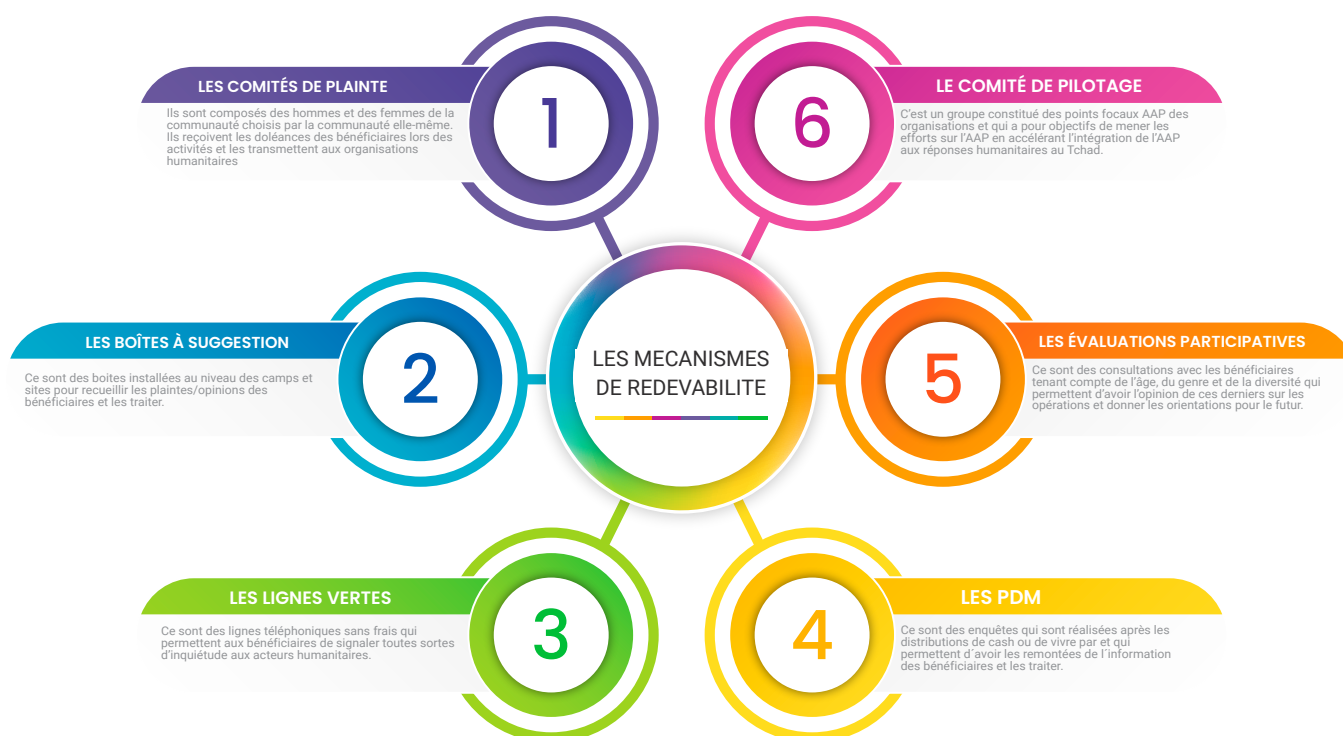 LES MECANISMES
DE REDEVABILITE
1
LES COMITÉS DE PLAINTE
Ils sont composés des hommes et des femmes de la
communauté choisis par la communauté elle-même.
Ils reçoivent les doléances des bénéficiaires lors des
activités et les transmettent aux organisations
humanitaires
2
LES BOÎTES À SUGGESTION
Ce sont des boites installées au niveau des camps et
sites pour recueillir les plaintes/opinions des
bénéficiaires et les traiter.
3
LES LIGNES VERTES
Ce sont des lignes téléphoniques sans frais qui
permettent aux bénéficiaires de signaler toutes sortes
d'inquiétude aux acteurs humanitaires.
4
LES PDM
Ce sont des enquêtes qui sont réalisées après les
distributions de cash ou de vivre par et qui
permettent d´avoir les remontées de l´information
des bénéficiaires et les traiter.
5
LES ÉVALUATIONS PARTICIPATIVES
Ce sont des consultations avec les bénéficiaires
tenant compte de l'âge, du genre et de la diversité qui
permettent d'avoir l'opinion de ces derniers sur les
opérations et donner les orientations pour le futur.
6
LE COMITÉ DE PILOTAGE
C'est un groupe constitué des points focaux AAP des
organisations et qui a pour objectifs de mener les
efforts sur l'AAP en accélérant l'intégration de l'AAP
aux réponses humanitaires au Tchad.